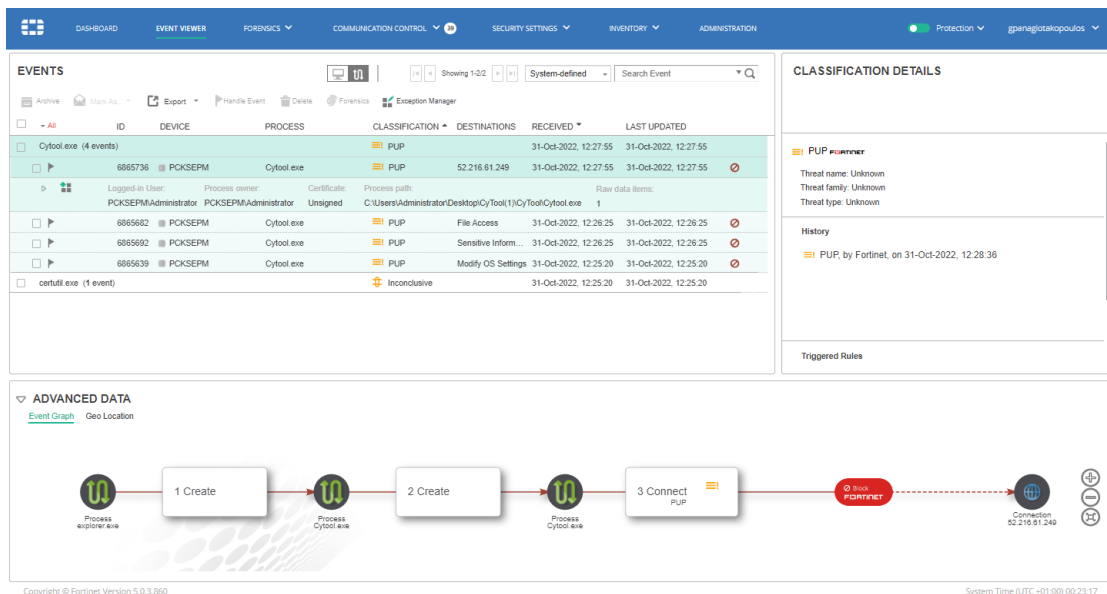 DASHBOARD EVENT VIEWER FORENSICS COMMUNICATION CONTROL 39 SECURITY SETTINGS INVENTORY ADMINISTRATION Protection gpanagiotakopoulos
EVENTS
Showing 1-2/2 System-defined Search Event
Archive Mark As... Export Handle Event Delete Forensics Exception Manager
All ID DEVICE PROCESS CLASSIFICATION DESTINATIONS RECEIVED LAST UPDATED
Cytool.exe (4 events) PUP 31-Oct-2022, 12:27:55 31-Oct-2022, 12:27:55
6865736 PCKSEPM Cytool.exe PUP 52.216.61.249 31-Oct-2022, 12:27:55 31-Oct-2022, 12:27:55
Logged-in User: Process owner: Certificate: Process path: Raw data items:
PCKSEPM\Administrator PCKSEPM\Administrator Unsigned C:\Users\Administrator\Desktop\CyTool(1)\CyTool\Cytool.exe 1
6865682 PCKSEPM Cytool.exe PUP File Access 31-Oct-2022, 12:26:25 31-Oct-2022, 12:26:25
6865692 PCKSEPM Cytool.exe PUP Sensitive Inform... 31-Oct-2022, 12:26:25 31-Oct-2022, 12:26:25
6865639 PCKSEPM Cytool.exe PUP Modify OS Settings 31-Oct-2022, 12:25:20 31-Oct-2022, 12:25:20
certutil.exe (1 event) Inconclusive 31-Oct-2022, 12:25:20 31-Oct-2022, 12:25:20
CLASSIFICATION DETAILS
PUP FORTINET
Threat name: Unknown
Threat family: Unknown
Threat type: Unknown
History
PUP, by Fortinet, on 31-Oct-2022, 12:28:36
Triggered Rules
ADVANCED DATA
Event Graph Geo Location
1 Create
2 Create
3 Connect
PUP
Block
FORTINET
Process
explorer.exe
Process
Cytool.exe
Process
Cytool.exe
Connection
52.216.61.249
Copyright © Fortinet Version 5.0.3.860 System Time (UTC +01:00) 00:23:17